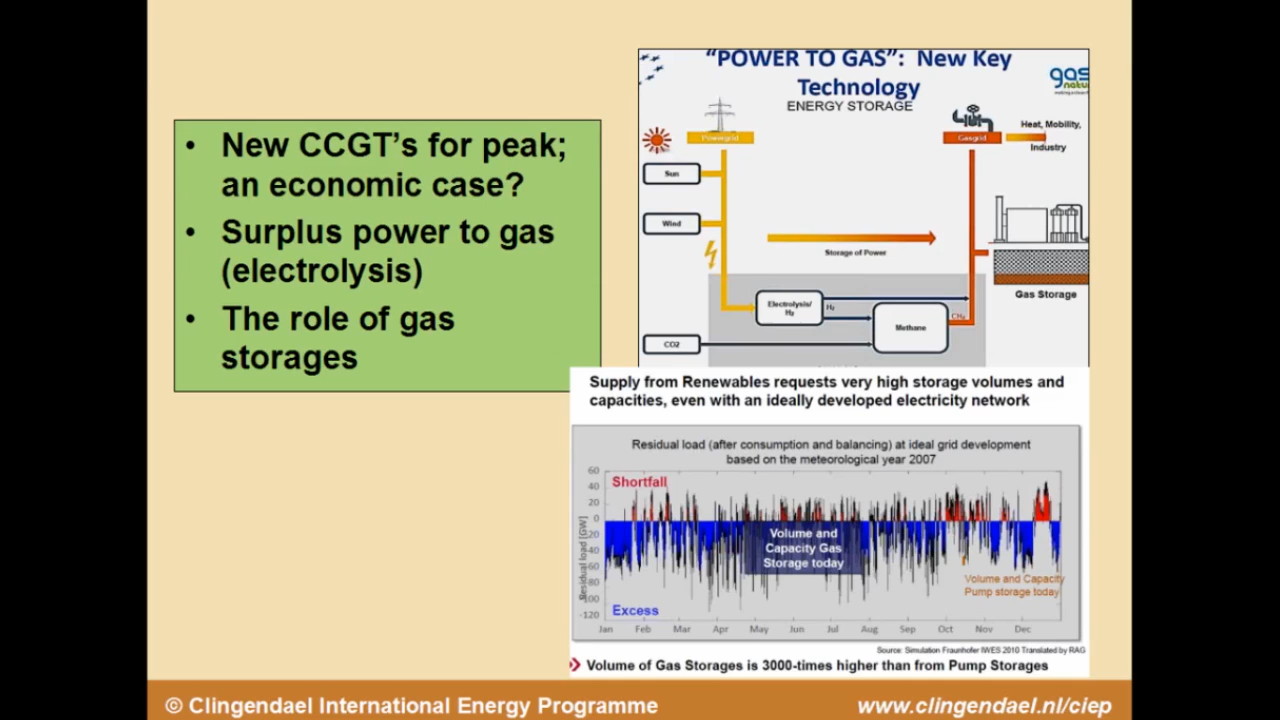 • New CCGT’s for peak;
an economic case?
• Surplus power to gas
(electrolysis)
• The role of gas
storages
“POWER TO GAS”: New Key
Technology
ENERGY STORAGE
gas
natu
Powergrid
Gasgrid
Heat, Mobility,
Industry
Sun
Wind
Storage of Power
Gas Storage
Electrolysis/
H₂
H₂
Methane
CH₄
CO2
Supply from Renewables requests very high storage volumes and
capacities, even with an ideally developed electricity network
Residual load (after consumption and balancing) at ideal grid development
based on the meteorological year 2007
Residual load [GW]
60
40
20
0
-20
-40
-60
-80
-100
-120
Shortfall
Volume and
Capacity Gas
Storage today
Volume and Capacity
Pump storage today
Excess
Jan Feb Mar Apr May Jun Jul Aug Sep Oct Nov Dec
Source: Simulation Fraunhofer IWES 2010 Translated by RAG
Volume of Gas Storages is 3000-times higher than from Pump Storages
© Clingendael International Energy Programme
www.clingendael.nl/ciep